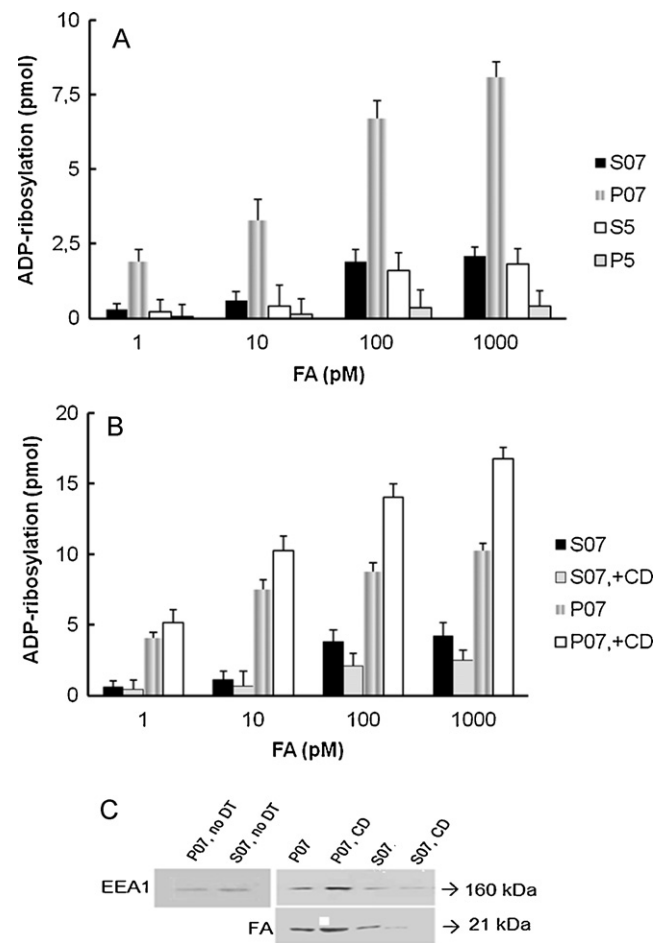 A
10
7.5
5
2.5
0
ADP-ribosylation (pmol)
1 10 100 1000
FA (pM)
S07
P07
S5
P5
B
20
15
10
5
0
ADP-ribosylation (pmol)
1 10 100 1000
FA (pM)
S07
S07,+CD
P07
P07,+CD
C
P07, no DT
S07, no DT
P07
P07, CD
S07
S07, CD
EEA1 → 160 kDa
FA → 21 kDa